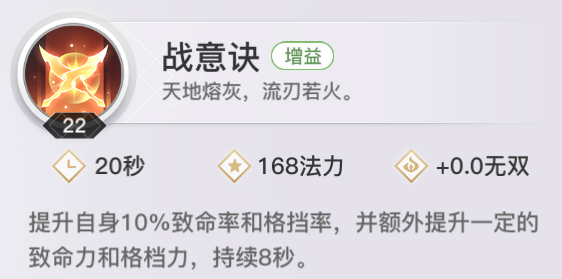 战意诀 增益
天地熔灰，流刃若火。
22
20秒 168法力 +0.0无双
提升自身10%致命率和格挡率，并额外提升一定的
致命力和格档力，持续8秒。